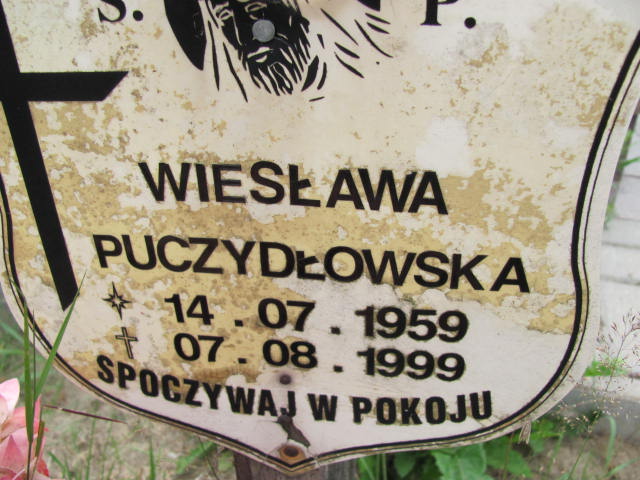 S. P.
WIESŁAWA
PUCZYDŁOWSKA
14.07.1959
07.08.1999
SPOCZYWAJ W POKOJU